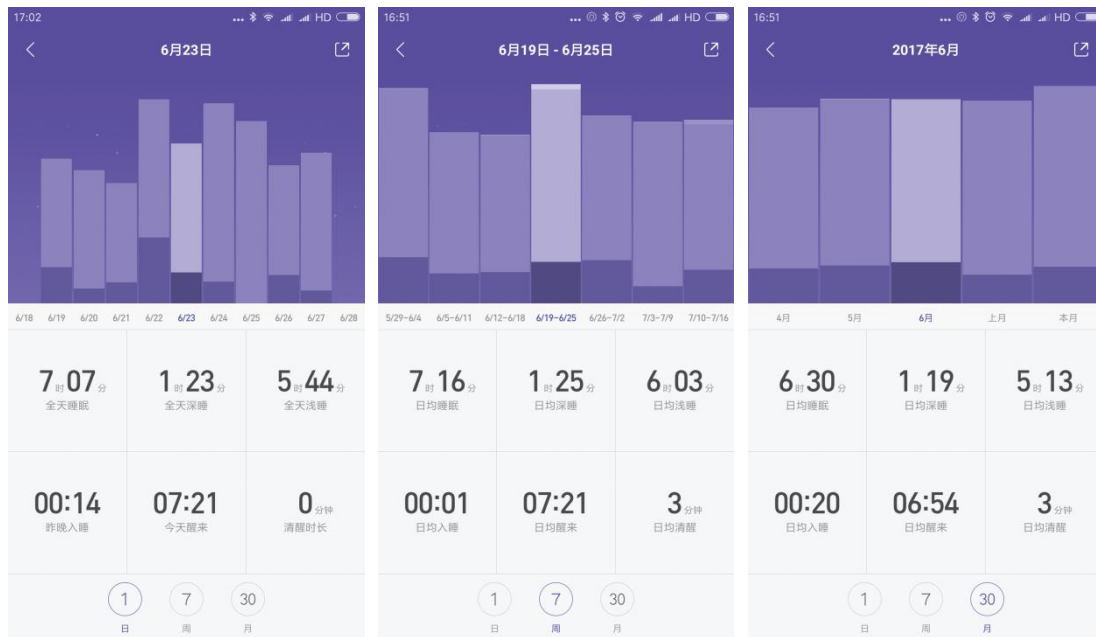 17:02 ... HD
6月23日
6/18 6/19 6/20 6/21 6/22 6/23 6/24 6/25 6/26 6/27 6/28
7时07分 1时23分 5时44分
全天睡眠 全天深睡 全天浅睡
00:14 07:21 0分钟
昨晚入睡 今天醒来 清醒时长
1 7 30
日 周 月
16:51 ... HD
6月19日 - 6月25日
5/29-6/4 6/5-6/11 6/12-6/18 6/19-6/25 6/26-7/2 7/3-7/9 7/10-7/16
7时16分 1时25分 6时03分
日均睡眠 日均深睡 日均浅睡
00:01 07:21 3分钟
日均入睡 日均醒来 日均清醒
1 7 30
日 周 月
16:51 ... HD
2017年6月
4月 5月 6月 上月 本月
6时30分 1时19分 5时13分
日均睡眠 日均深睡 日均浅睡
00:20 06:54 3分钟
日均入睡 日均醒来 日均清醒
1 7 30
日 周 月